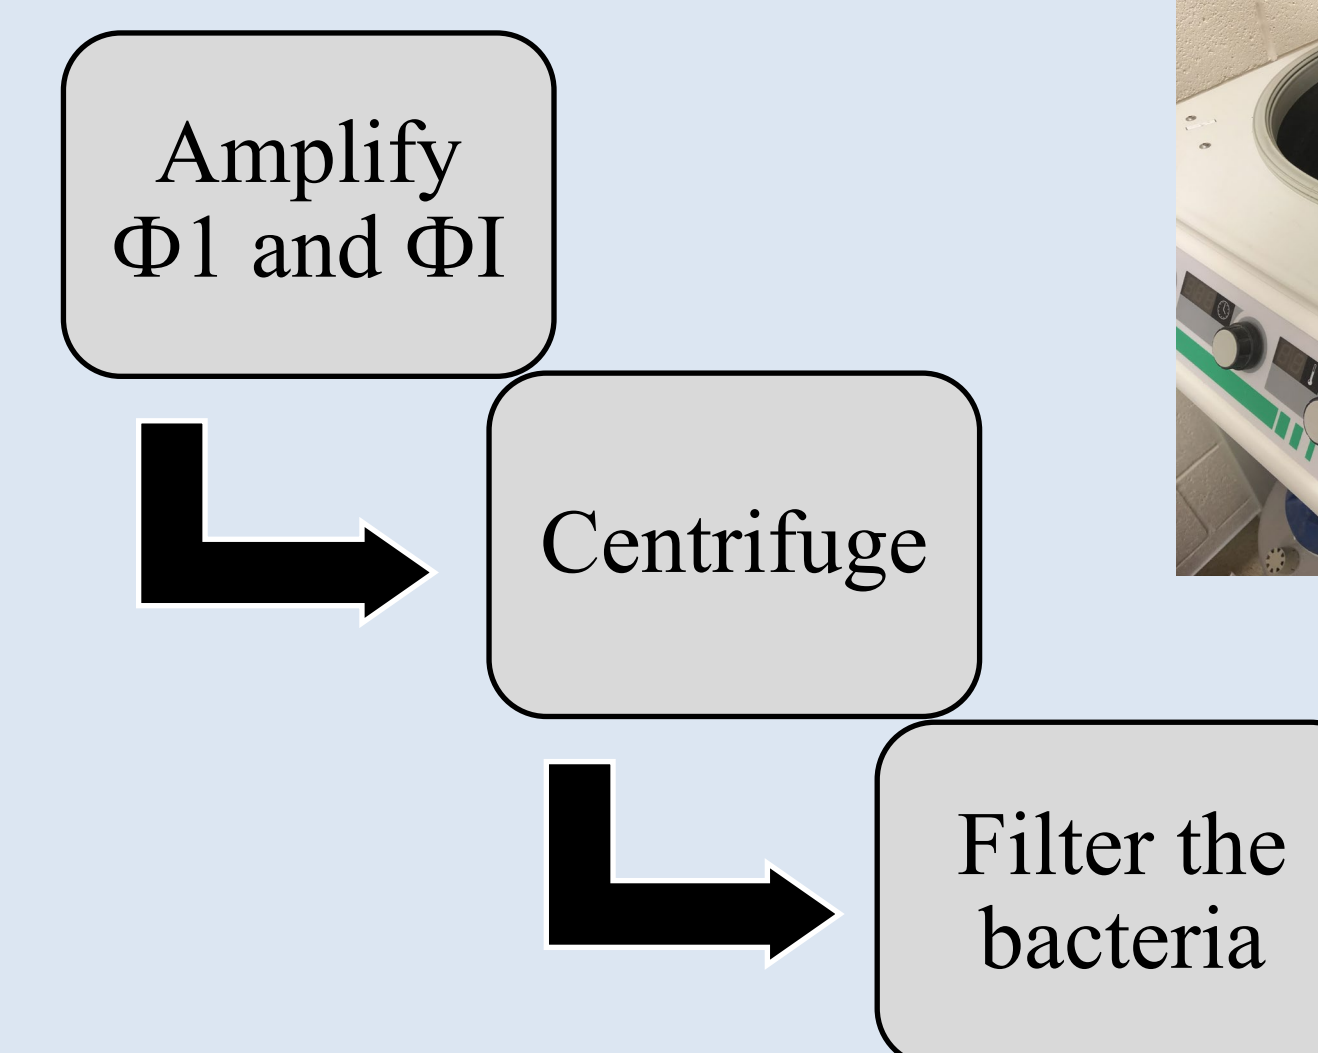 Amplify
Φ1 and ΦI
Centrifuge
Filter the
bacteria